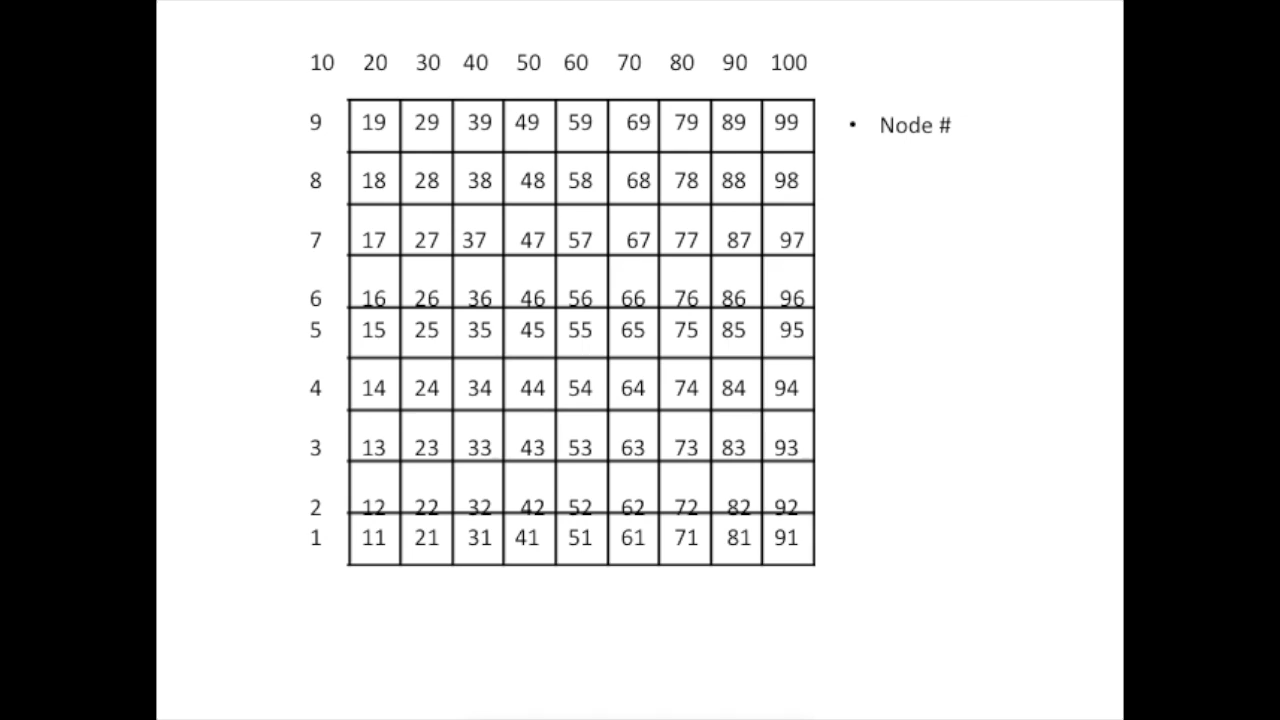 10 20 30 40 50 60 70 80 90 100
9 19 29 39 49 59 69 79 89 99
• Node #
8 18 28 38 48 58 68 78 88 98
7 17 27 37 47 57 67 77 87 97
6 16 26 36 46 56 66 76 86 96
5 15 25 35 45 55 65 75 85 95
4 14 24 34 44 54 64 74 84 94
3 13 23 33 43 53 63 73 83 93
2 12 22 32 42 52 62 72 82 92
1 11 21 31 41 51 61 71 81 91